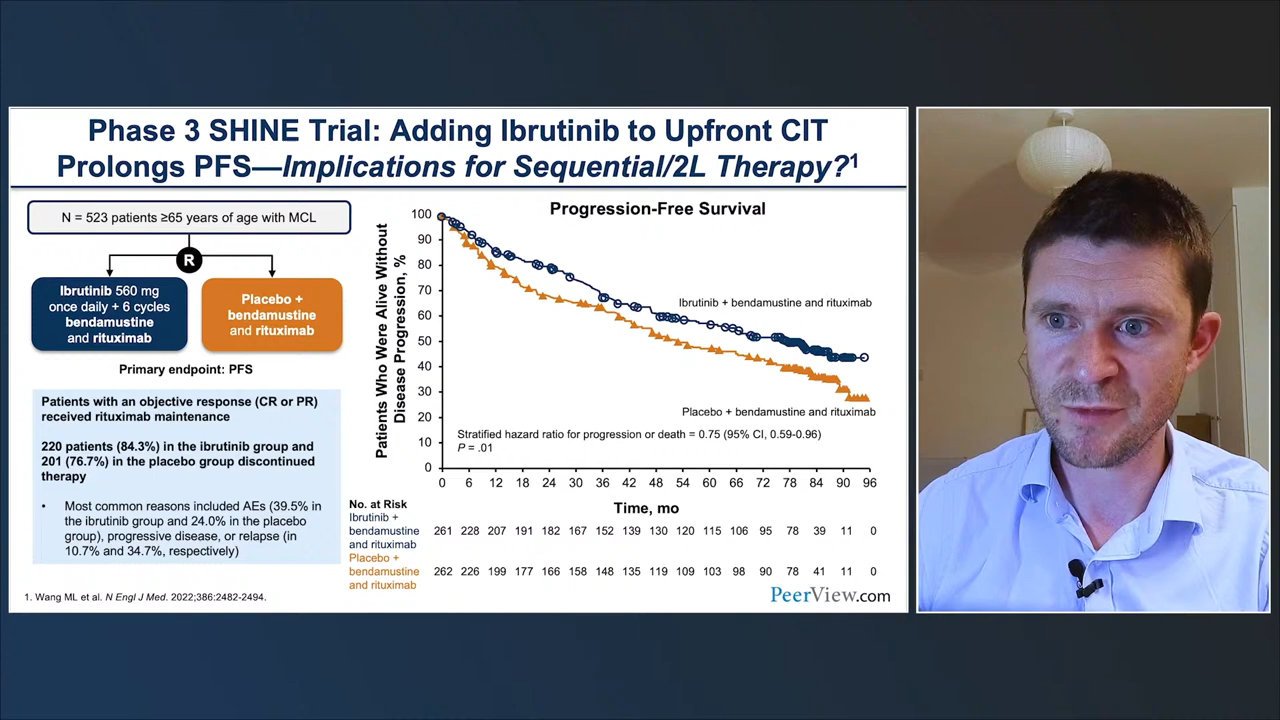 Phase 3 SHINE Trial: Adding Ibrutinib to Upfront CIT
Prolongs PFS—Implications for Sequential/2L Therapy?1
N = 523 patients ≥65 years of age with MCL
R
Ibrutinib 560 mg
once daily + 6 cycles
bendamustine
and rituximab
Placebo +
bendamustine
and rituximab
Primary endpoint: PFS
Patients with an objective response (CR or PR)
received rituximab maintenance
220 patients (84.3%) in the ibrutinib group and
201 (76.7%) in the placebo group discontinued
therapy
• Most common reasons included AEs (39.5% in
the ibrutinib group and 24.0% in the placebo
group), progressive disease, or relapse (in
10.7% and 34.7%, respectively)
Progression-Free Survival
Patients Who Were Alive Without
Disease Progression, %
100
90
80
70
60
50
40
30
20
10
0
Ibrutinib + bendamustine and rituximab
Placebo + bendamustine and rituximab
Stratified hazard ratio for progression or death = 0.75 (95% CI, 0.59-0.96)
P = .01
0 6 12 18 24 30 36 42 48 54 60 66 72 78 84 90 96
Time, mo
No. at Risk
Ibrutinib +
bendamustine
and rituximab
261 228 207 191 182 167 152 139 130 120 115 106 95 78 39 11 0
Placebo +
bendamustine
and rituximab
262 226 199 177 166 158 148 135 119 109 103 98 90 78 41 11 0
1. Wang ML et al. N Engl J Med. 2022;386:2482-2494.
PeerView.com